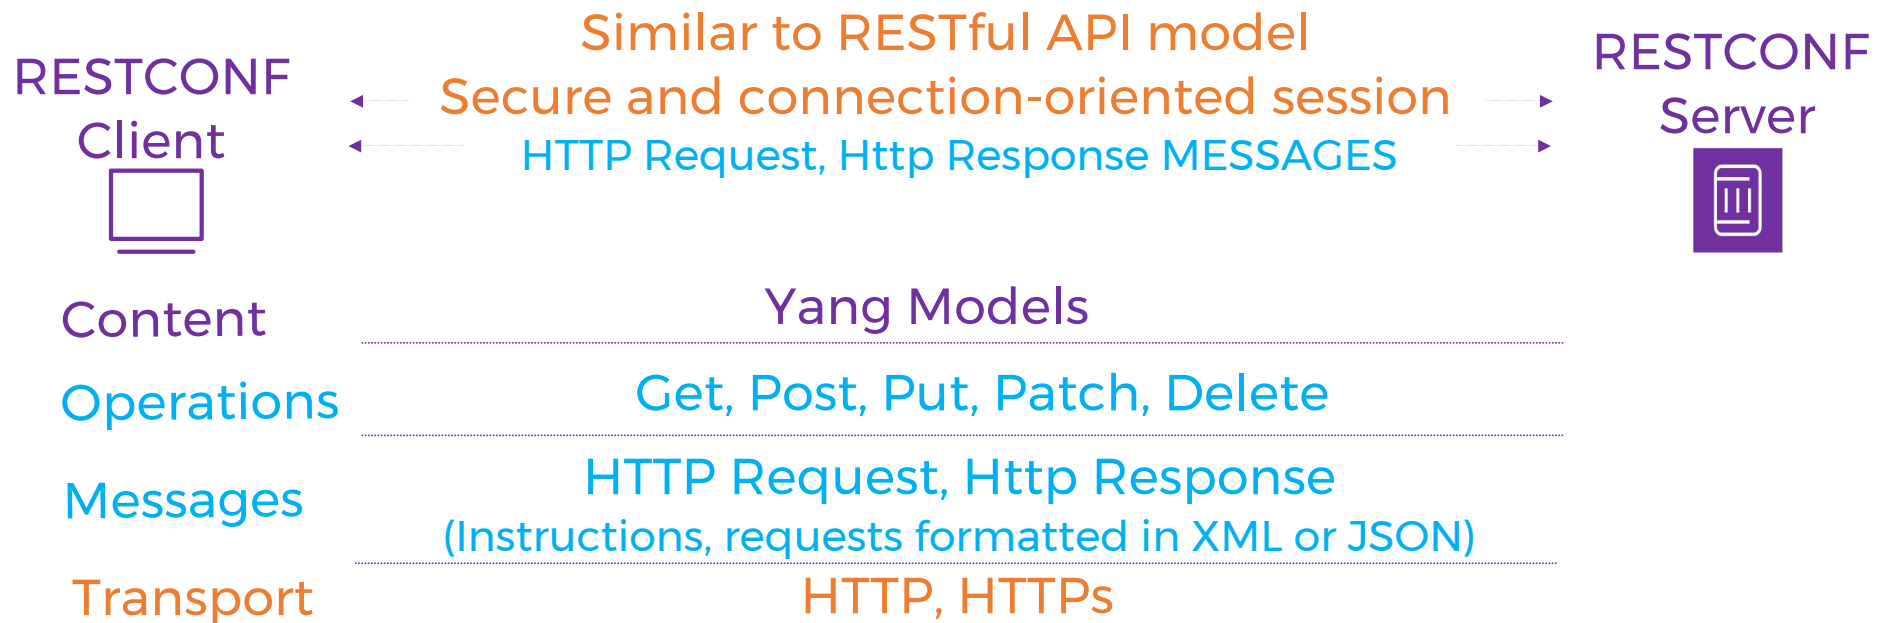 Similar to RESTful API model
RESTCONF
Client
Secure and connection-oriented session
HTTP Request, Http Response MESSAGES
RESTCONF
Server
Content
Yang Models
Operations
Get, Post, Put, Patch, Delete
Messages
HTTP Request, Http Response
(Instructions, requests formatted in XML or JSON)
Transport
HTTP, HTTPs